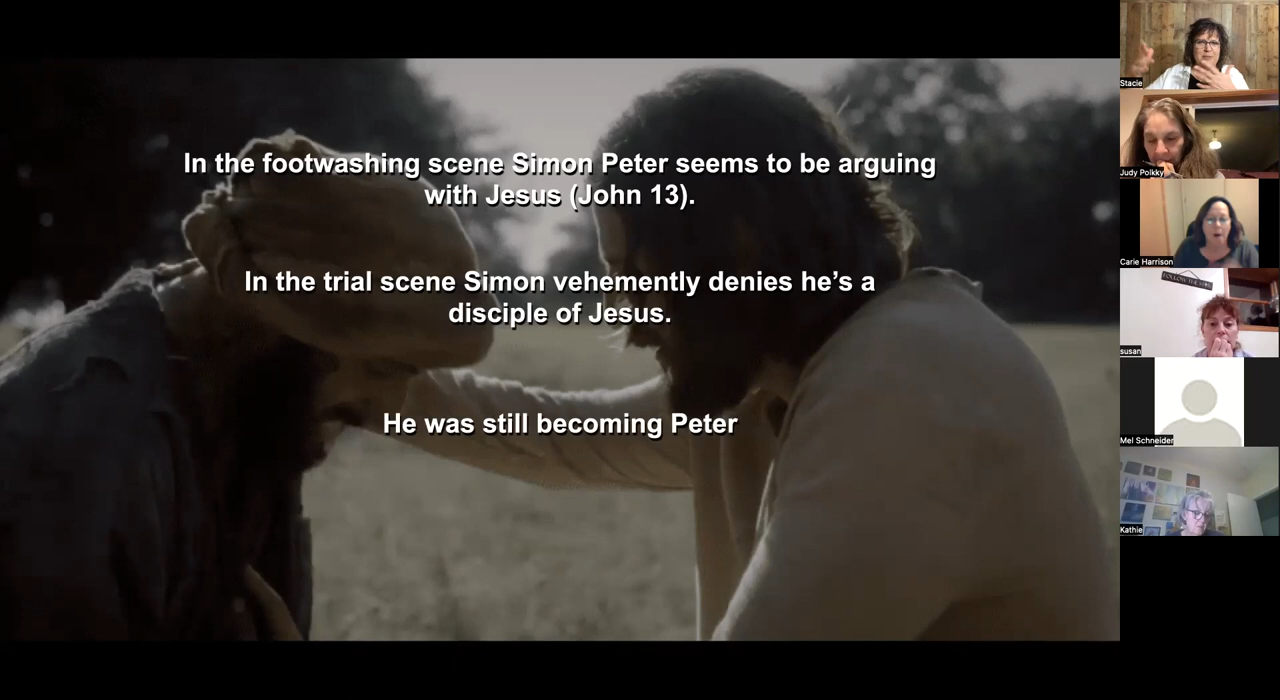 In the footwashing scene Simon Peter seems to be arguing
with Jesus (John 13).
In the trial scene Simon vehemently denies he’s a
disciple of Jesus.
He was still becoming Peter
Stacie
Judy Polkky
Carie Harrison
FOLLOW THE
susan
Mel Schneider
Kathie